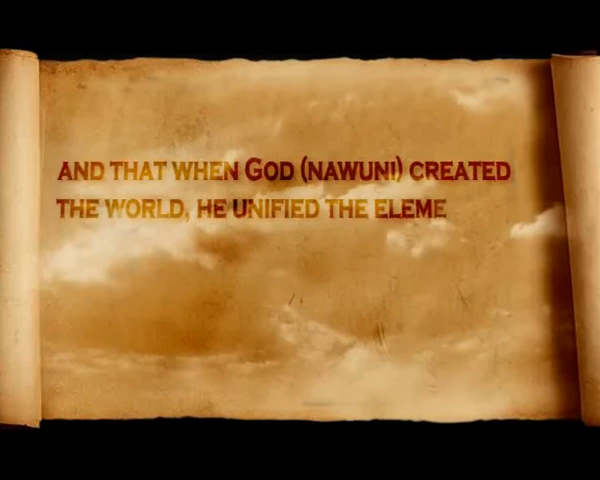 AND THAT WHEN GOD (NAWUNI) CREATED
THE WORLD, HE UNIFIED THE ELEME